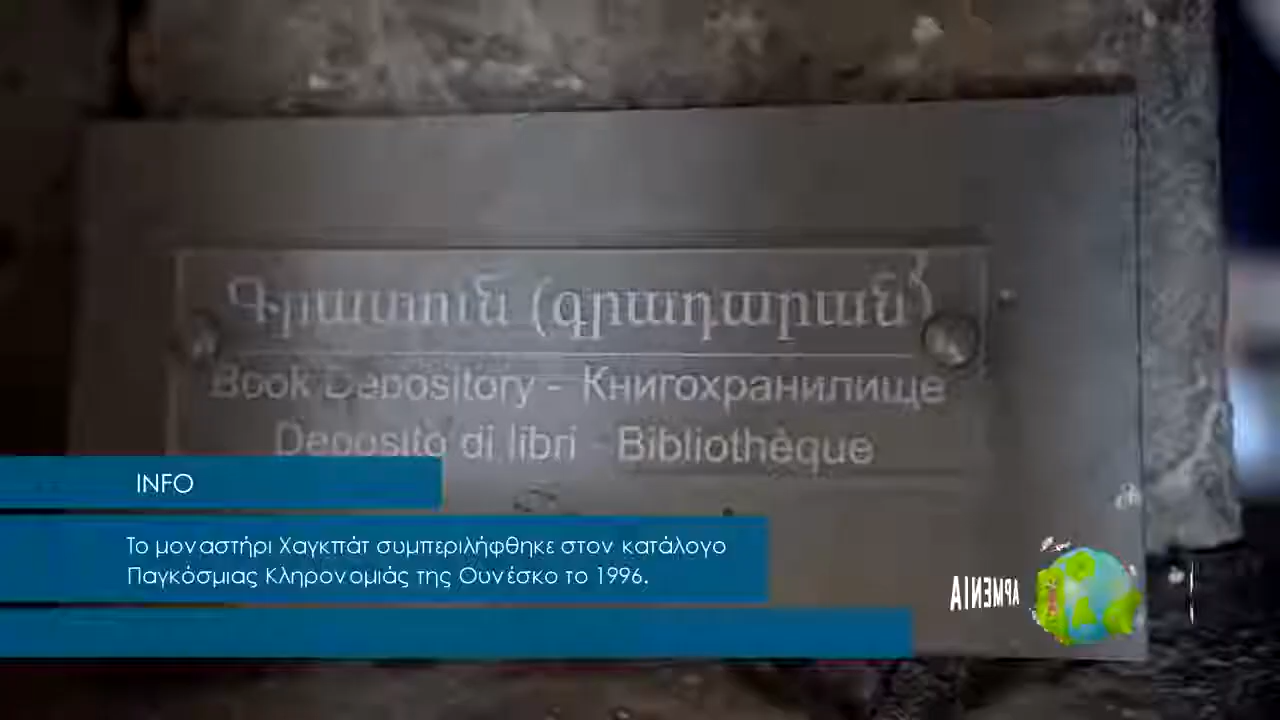 Գրատուն (գրադարան)
Book Depository - Книгохранилище
Deposito di libri - Bibliothèque
INFO
Το μοναστήρι Χαγκπάτ συμπεριλήφθηκε στον κατάλογο
Παγκόσμιας Κληρονομιάς της Ουνέσκο το 1996.
ΑΡΜΕΝΙΑ